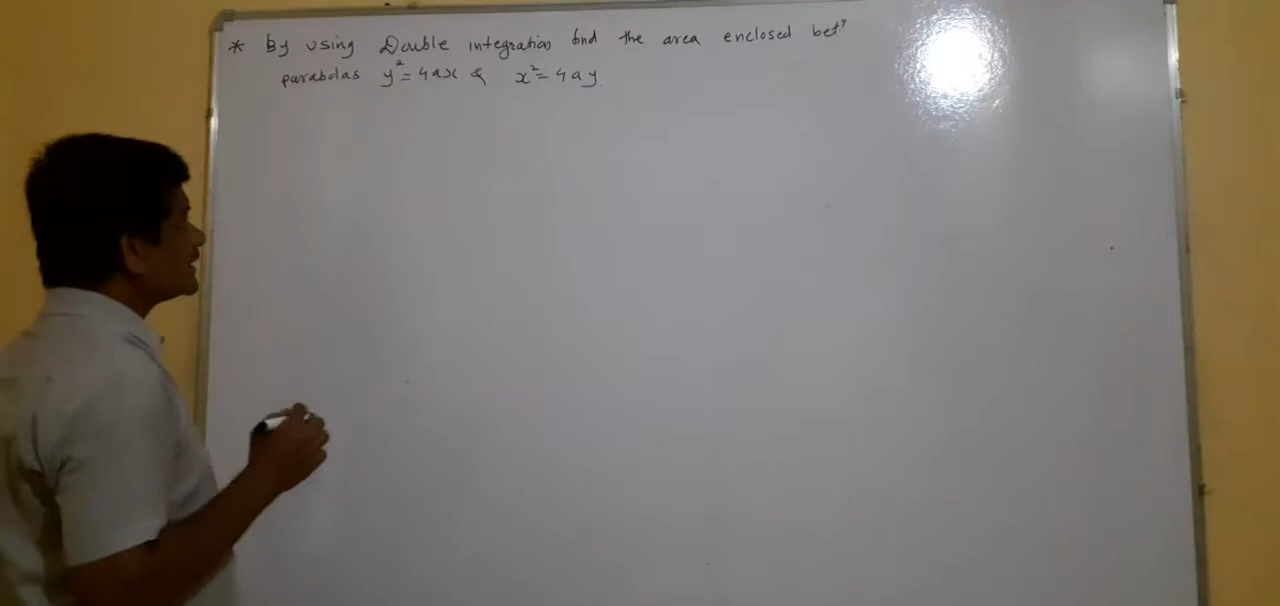 * By using Double integration find the area enclosed betⁿ
parabolas y² = 4ax & x² = 4ay